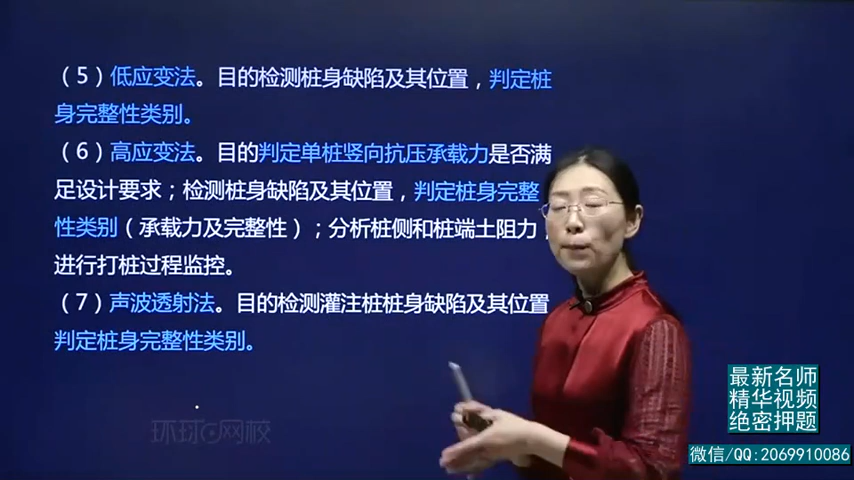 （5）低应变法。目的检测桩身缺陷及其位置，判定桩
身完整性类别。
（6）高应变法。目的判定单桩竖向抗压承载力是否满
足设计要求；检测桩身缺陷及其位置，判定桩身完整
性类别（承载力及完整性）；分析桩侧和桩端土阻力，
进行打桩过程监控。
（7）声波透射法。目的检测灌注桩桩身缺陷及其位置
判定桩身完整性类别。
环球网校
最新名师
精华视频
绝密押题
微信/QQ:2069910086